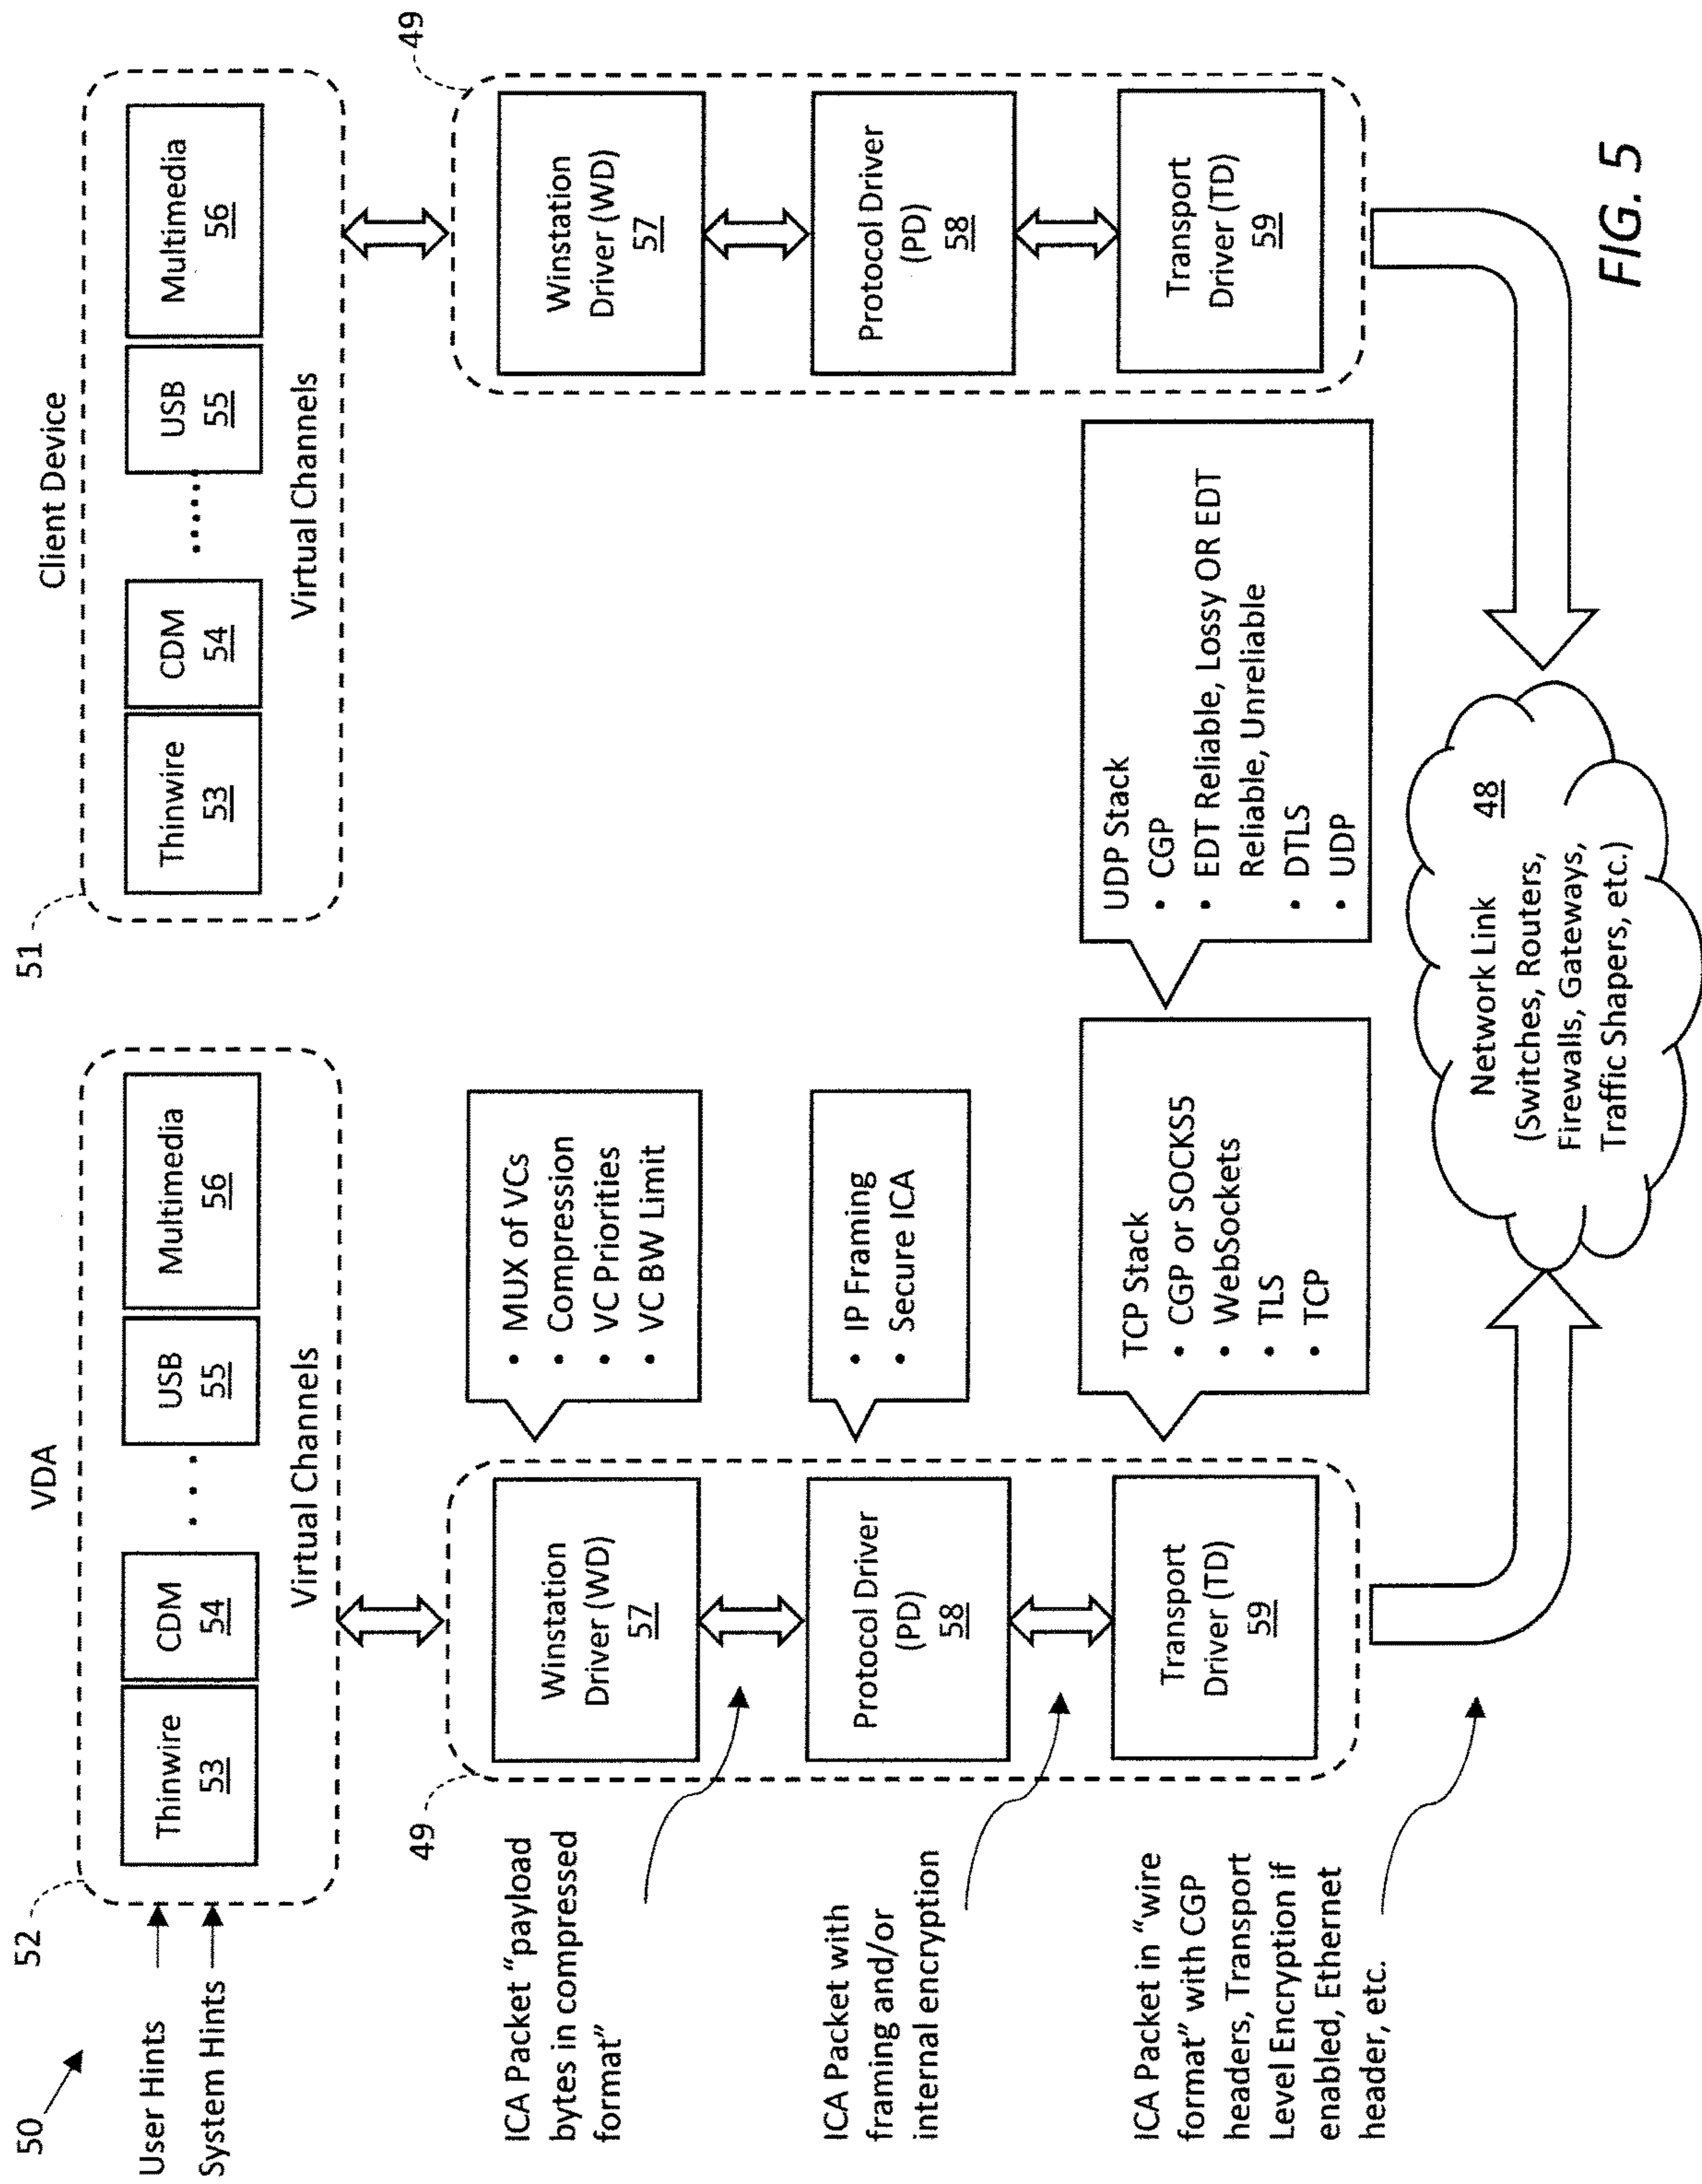 50
User Hints
System Hints
52
VDA
Thinwire
53
CDM
54
. . .
USB
55
Multimedia
56
Virtual Channels
51
Client Device
Thinwire
53
CDM
54
......
USB
55
Multimedia
56
Virtual Channels
49
Winstation
Driver (WD)
57
Protocol Driver
(PD)
58
Transport
Driver (TD)
59
• MUX of VCs
• Compression
• VC Priorities
• VC BW Limit
• IP Framing
• Secure ICA
TCP Stack
• CGP or SOCKS5
• WebSockets
• TLS
• TCP
UDP Stack
• CGP
• EDT Reliable, Lossy OR EDT
Reliable, Unreliable
• DTLS
• UDP
49
Winstation
Driver (WD)
57
Protocol Driver
(PD)
58
Transport
Driver (TD)
59
ICA Packet “payload
bytes in compressed
format”
ICA Packet with
framing and/or
internal encryption
ICA Packet in “wire
format” with CGP
headers, Transport
Level Encryption if
enabled, Ethernet
header, etc.
Network Link
48
(Switches, Routers,
Firewalls, Gateways,
Traffic Shapers, etc.)
FIG. 5